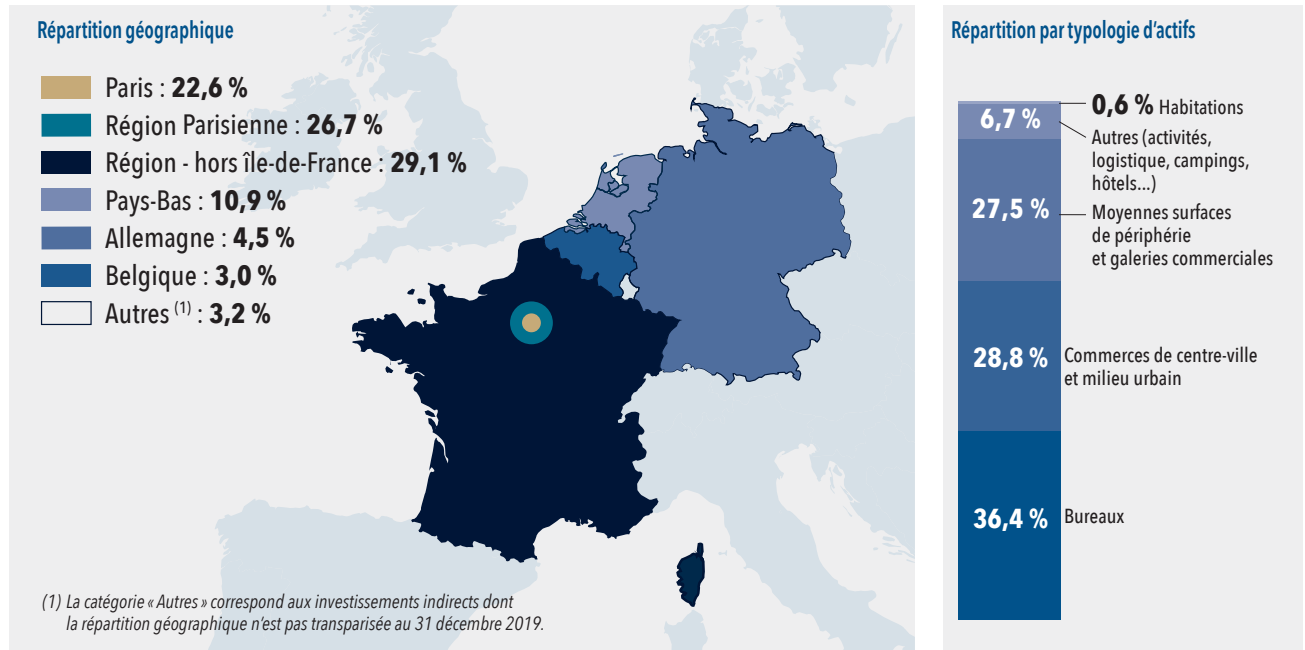 Répartition géographique
Paris : 22,6 %
Région Parisienne : 26,7 %
Région - hors île-de-France : 29,1 %
Pays-Bas : 10,9 %
Allemagne : 4,5 %
Belgique : 3,0 %
Autres (1) : 3,2 %
(1) La catégorie « Autres » correspond aux investissements indirects dont
la répartition géographique n'est pas transparisée au 31 décembre 2019.
Répartition par typologie d'actifs
0,6 % Habitations
6,7 %
Autres (activités,
logistique, campings,
hôtels...)
27,5 %
Moyennes surfaces
de périphérie
et galeries commerciales
28,8 %
Commerces de centre-ville
et milieu urbain
36,4 %
Bureaux